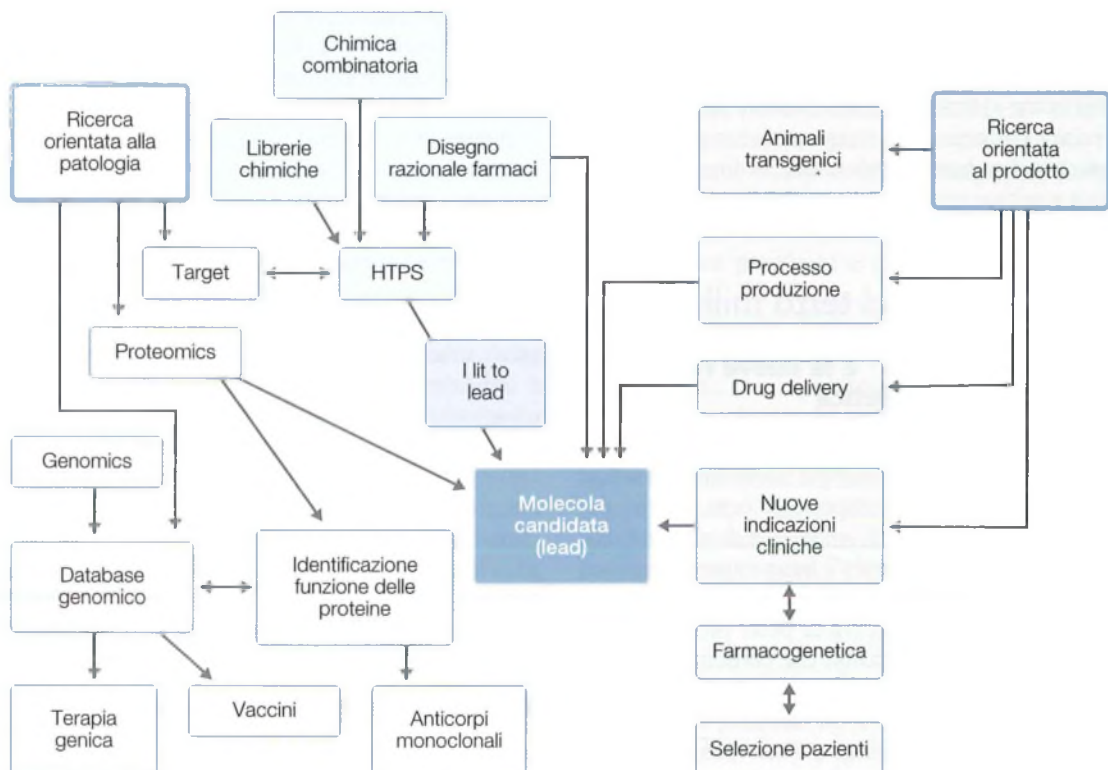 Chimica
combinatoria
Ricerca
orientata alla
patologia
Librerie
chimiche
Disegno
razionale farmaci
Animali
transgenici
Ricerca
orientata
al prodotto
Target
HTPS
Processo
produzione
Proteomics
I lit to
lead
Drug delivery
Genomics
Molecola
candidata
(lead)
Nuove
indicazioni
cliniche
Database
genomico
Identificazione
funzione delle
proteine
Farmacogenetica
Terapia
genica
Vaccini
Anticorpi
monoclonali
Selezione pazienti